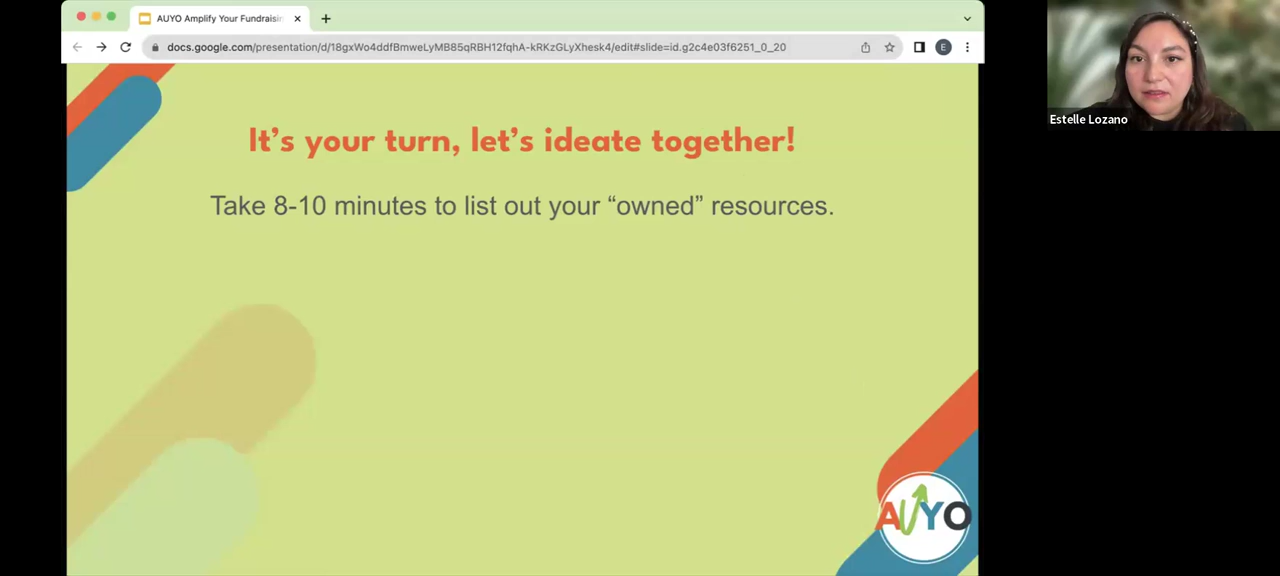 AUYO Amplify Your Fundraisin
docs.google.com/presentation/d/18gxWo4ddfBmweLyMB85qRBH12fqhA-kRKzGLyXhesk4/edit#slide=id.g2c4e03f6251_0_20
E
Estelle Lozano
It's your turn, let's ideate together!
Take 8-10 minutes to list out your “owned” resources.
AUYO